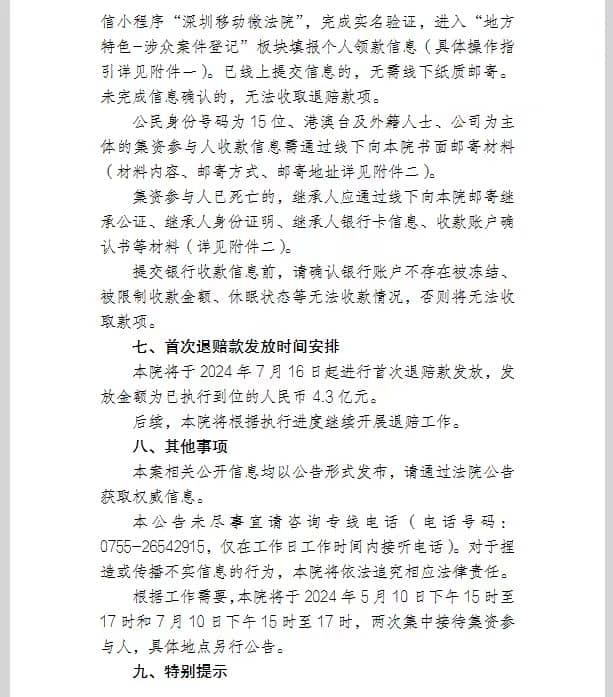 信小程序“深圳移动微法院”，完成实名验证，进入“地方
特色-涉众案件登记”板块填报个人领款信息（具体操作指
引详见附件一）。已线上提交信息的，无需线下纸质邮寄。
未完成信息确认的，无法收取退赔款项。
公民身份号码为 15 位、港澳台及外籍人士、公司为主
体的集资参与人收款信息需通过线下向本院书面邮寄材料
（材料内容、邮寄方式、邮寄地址详见附件二）。
集资参与人已死亡的，继承人应通过线下向本院邮寄继
承公证、继承人身份证明、继承人银行卡信息、收款账户确
认书等材料（详见附件二）。
提交银行收款信息前，请确认银行账户不存在被冻结、
被限制收款金额、休眠状态等无法收款情况，否则将无法收
取款项。
七、首次退赔款发放时间安排
本院将于 2024 年 7 月 16 日起进行首次退赔款发放，发
放金额为已执行到位的人民币 4.3 亿元。
后续，本院将根据执行进度继续开展退赔工作。
八、其他事项
本案相关公开信息均以公告形式发布，请通过法院公告
获取权威信息。
本公告未尽事宜请咨询专线电话（电话号码：
0755-26542915，仅在工作日工作时间内接听电话）。对于捏
造或传播不实信息的行为，本院将依法追究相应法律责任。
根据工作需要,本院将于 2024 年 5 月 10 日下午 15 时至
17 时和 7 月 10 日下午 15 时至 17 时，两次集中接待集资参
与人，具体地点另行公告。
九、特别提示